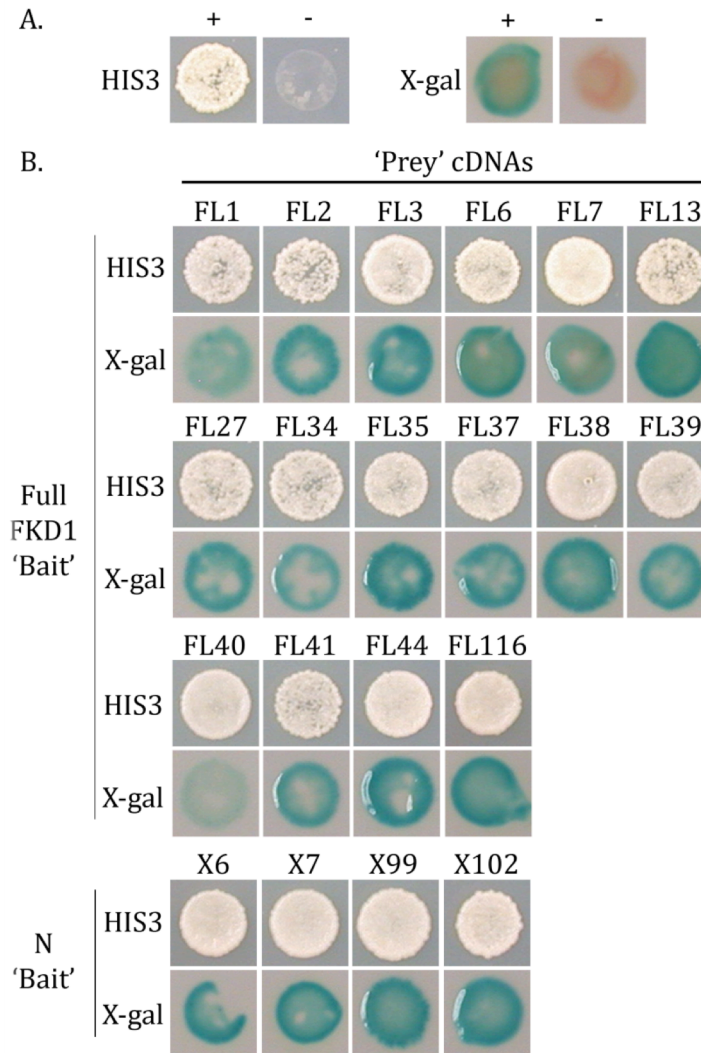 A.
+ - + -
HIS3 X-gal
B.
'Prey' cDNAs
FL1 FL2 FL3 FL6 FL7 FL13
HIS3
X-gal
FL27 FL34 FL35 FL37 FL38 FL39
HIS3
Full
FKD1
'Bait'
X-gal
FL40 FL41 FL44 FL116
HIS3
X-gal
X6 X7 X99 X102
HIS3
N
'Bait'
X-gal